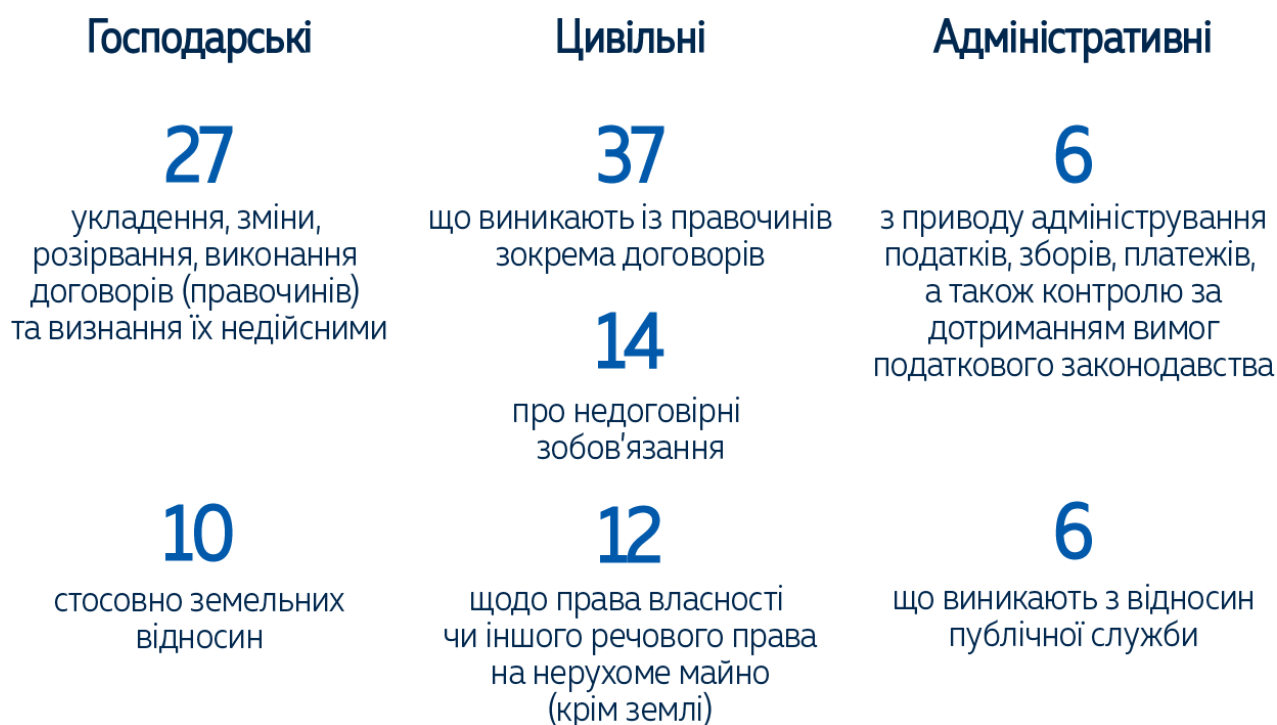 Господарські
27
укладення, зміни,
розірвання, виконання
договорів (правочинів)
та визнання їх недійсними
10
стосовно земельних
відносин
Цивільні
37
що виникають із правочинів
зокрема договорів
14
про недоговірні
зобов’язання
12
щодо права власності
чи іншого речового права
на нерухоме майно
(крім землі)
Адміністративні
6
з приводу адміністрування
податків, зборів, платежів,
а також контролю за
дотриманням вимог
податкового законодавства
6
що виникають з відносин
публічної служби